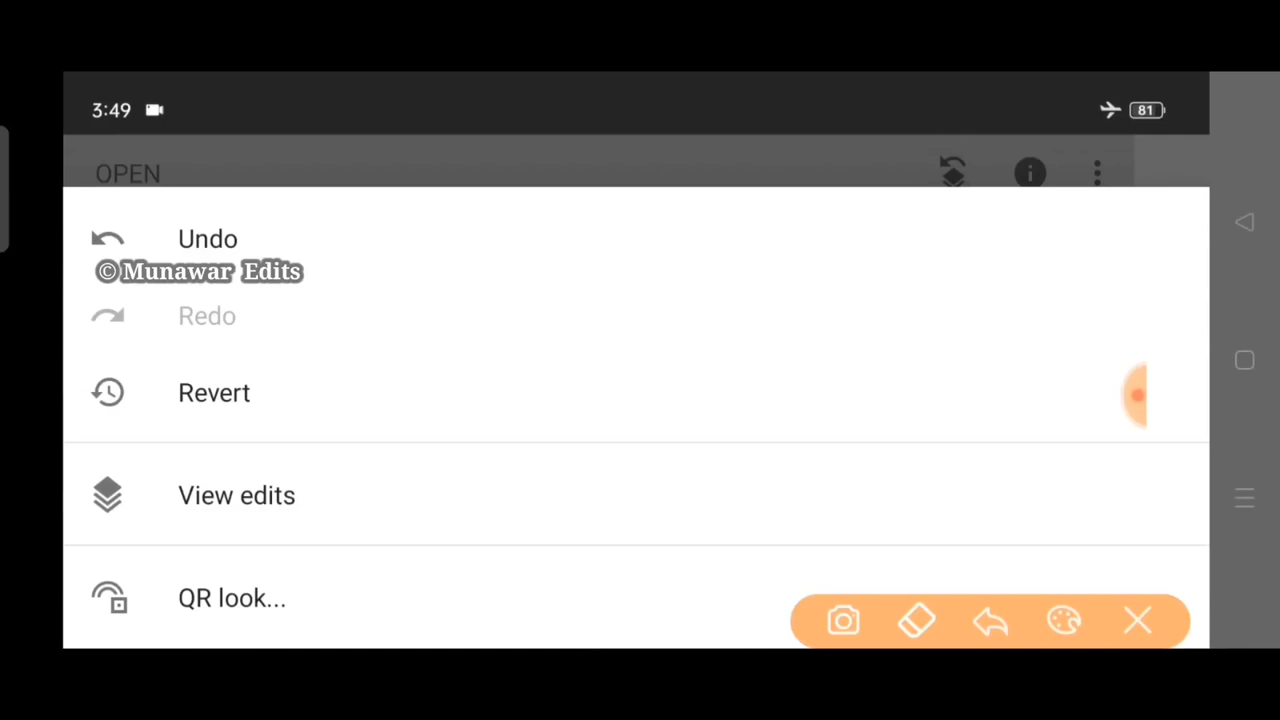 3:49
81
OPEN
Undo
© Munawar Edits
Redo
Revert
View edits
QR look...